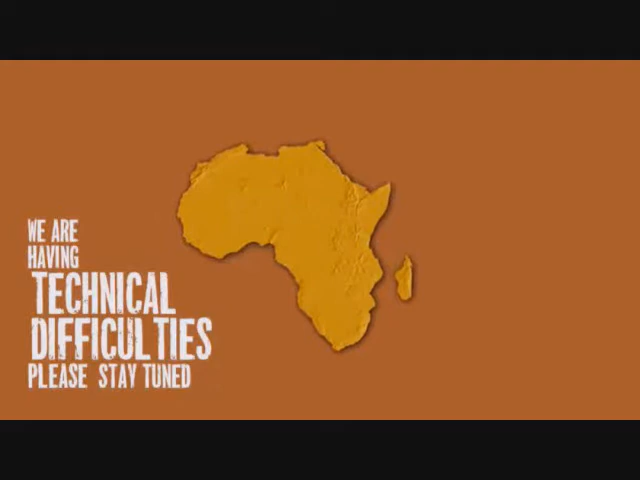 WE ARE
HAVING
TECHNICAL
DIFFICULTIES
PLEASE STAY TUNED